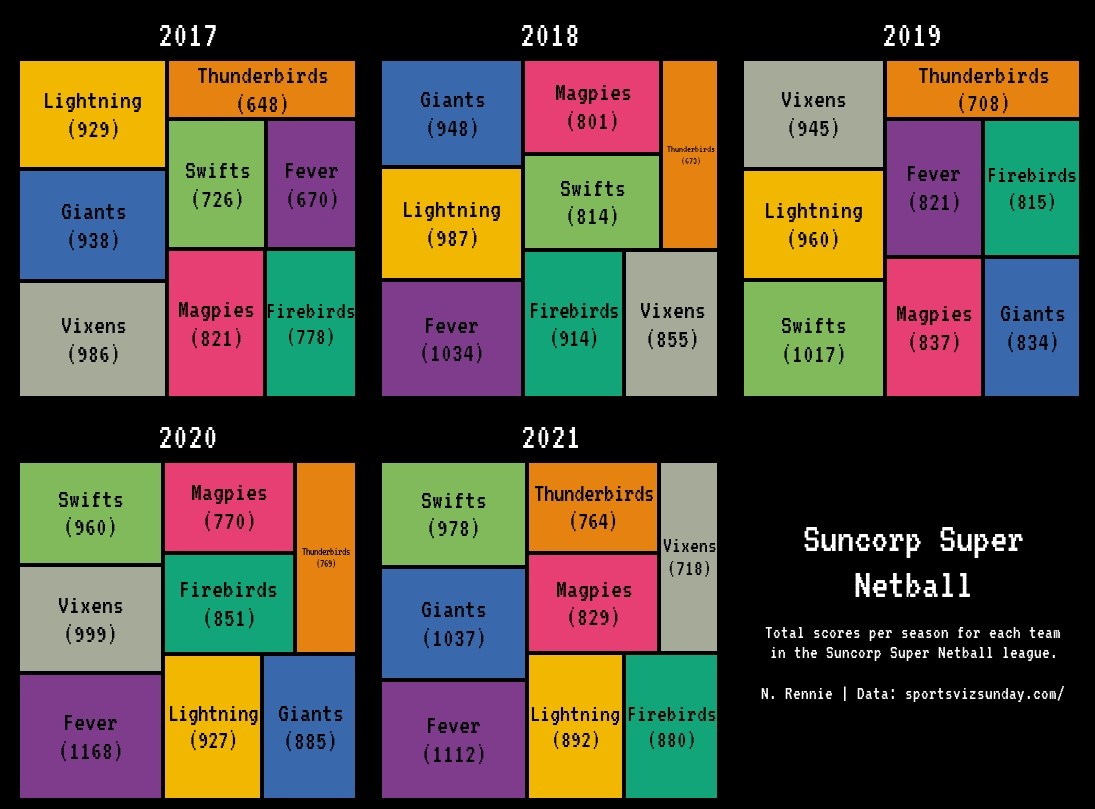 2017
Lightning
(929)
Giants
(938)
Vixens
(986)
Thunderbirds
(648)
Swifts
(726)
Fever
(670)
Magpies
(821)
Firebirds
(778)
2018
Giants
(948)
Lightning
(987)
Fever
(1034)
Magpies
(801)
Swifts
(814)
Thunderbirds
(673)
Firebirds
(914)
Vixens
(855)
2019
Vixens
(945)
Lightning
(960)
Swifts
(1017)
Thunderbirds
(708)
Fever
(821)
Firebirds
(815)
Magpies
(837)
Giants
(834)
2020
Swifts
(960)
Vixens
(999)
Fever
(1168)
Magpies
(770)
Firebirds
(851)
Thunderbirds
(769)
Lightning
(927)
Giants
(885)
2021
Swifts
(978)
Giants
(1037)
Fever
(1112)
Thunderbirds
(764)
Magpies
(829)
Vixens
(718)
Lightning
(892)
Firebirds
(880)
Suncorp Super
Netball
Total scores per season for each team
in the Suncorp Super Netball league.
N. Rennie | Data: sportsvizsunday.com/